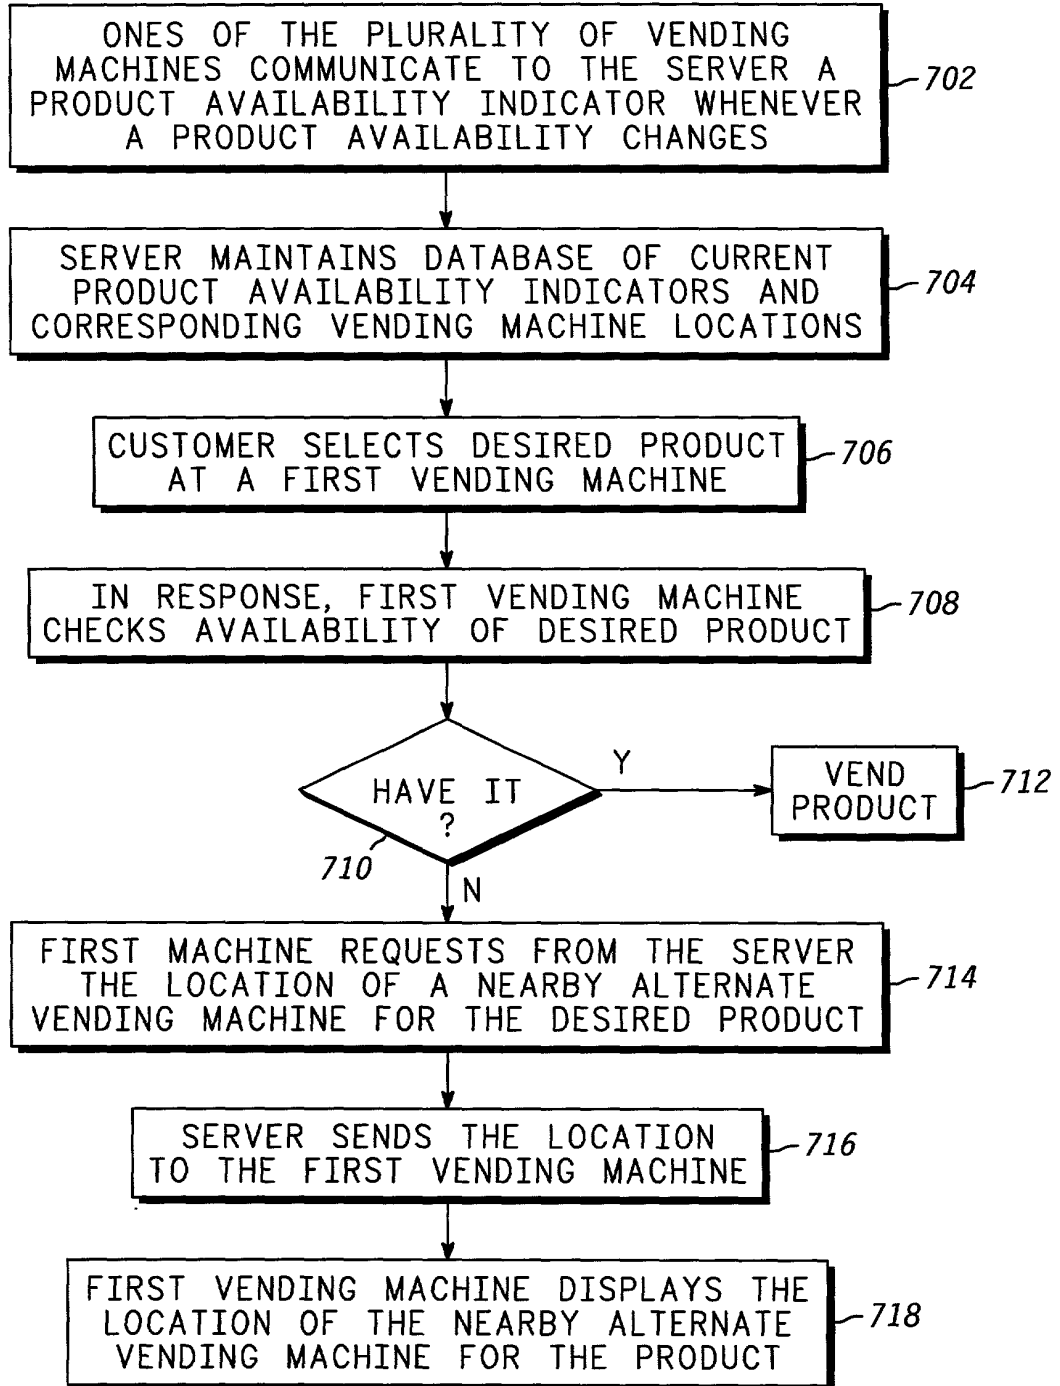 ONES OF THE PLURALITY OF VENDING
MACHINES COMMUNICATE TO THE SERVER A
PRODUCT AVAILABILITY INDICATOR WHENEVER
A PRODUCT AVAILABILITY CHANGES
702
SERVER MAINTAINS DATABASE OF CURRENT
PRODUCT AVAILABILITY INDICATORS AND
CORRESPONDING VENDING MACHINE LOCATIONS
704
CUSTOMER SELECTS DESIRED PRODUCT
AT A FIRST VENDING MACHINE
706
IN RESPONSE, FIRST VENDING MACHINE
CHECKS AVAILABILITY OF DESIRED PRODUCT
708
HAVE IT
?
710
Y
VEND
PRODUCT
712
N
FIRST MACHINE REQUESTS FROM THE SERVER
THE LOCATION OF A NEARBY ALTERNATE
VENDING MACHINE FOR THE DESIRED PRODUCT
714
SERVER SENDS THE LOCATION
TO THE FIRST VENDING MACHINE
716
FIRST VENDING MACHINE DISPLAYS THE
LOCATION OF THE NEARBY ALTERNATE
VENDING MACHINE FOR THE PRODUCT
718